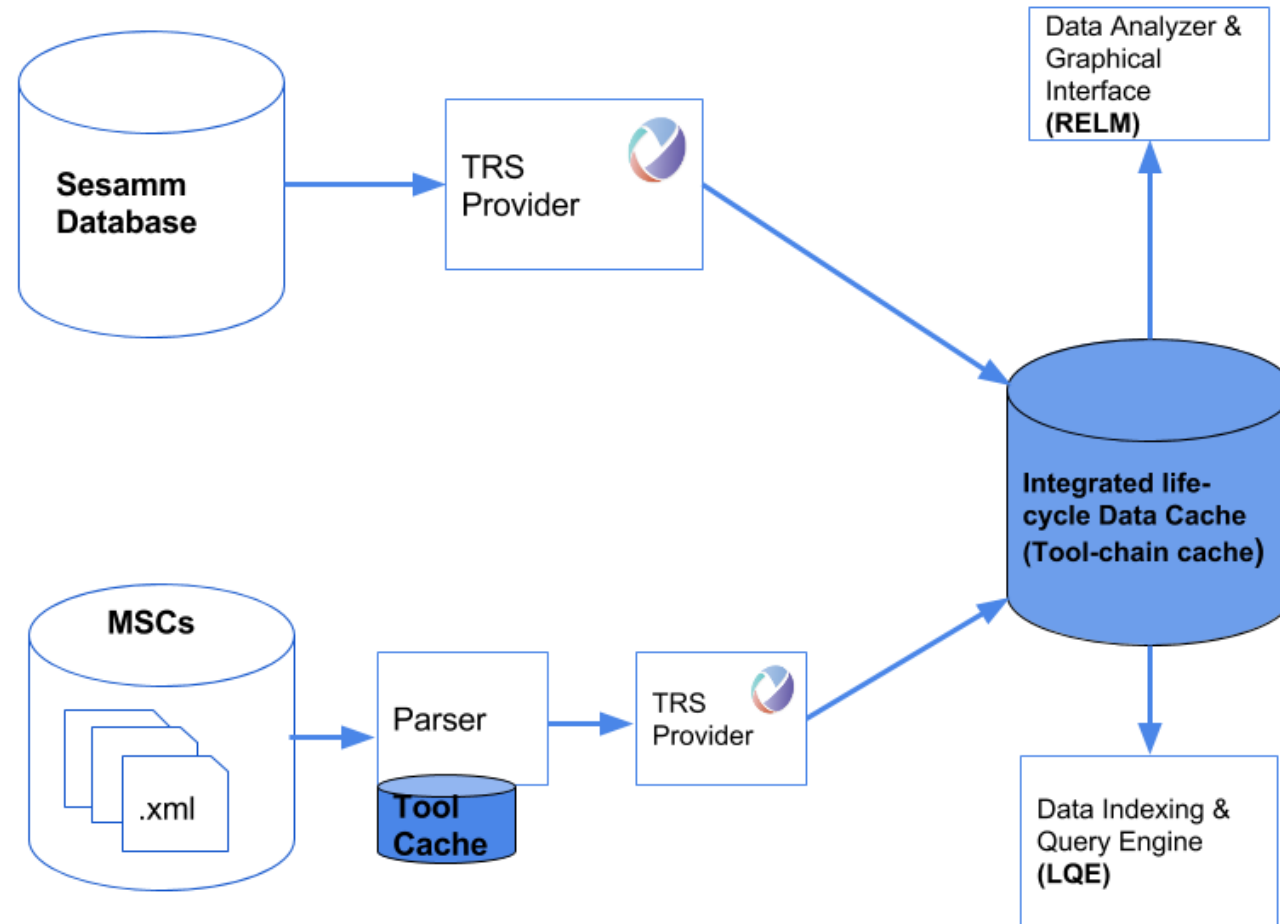 Data Analyzer &
Graphical
Interface
(RELM)
Sesamm
Database
TRS
Provider
Integrated life-
cycle Data Cache
(Tool-chain cache)
MSCs
.xml
Parser
Tool
Cache
TRS
Provider
Data Indexing &
Query Engine
(LQE)